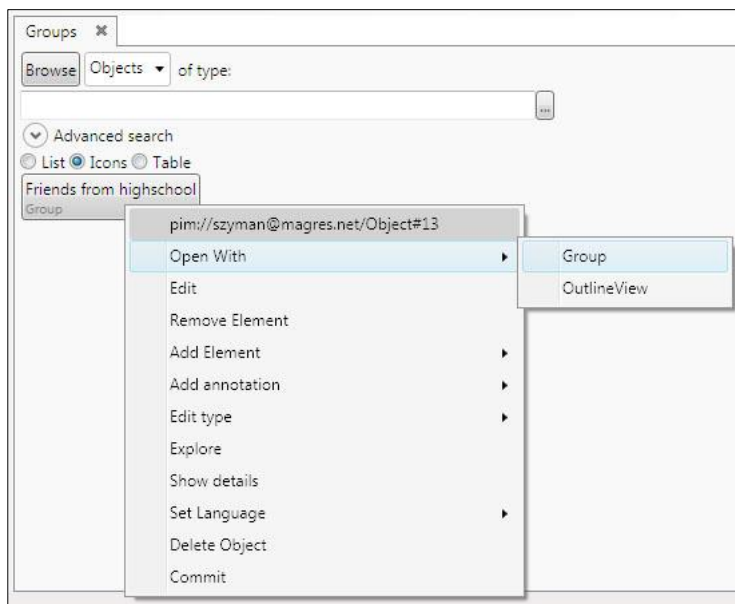 Groups
Browse Objects of type:
...
Advanced search
List Icons Table
Friends from highschool
Group
pim://szyman@magres.net/Object#13
Open With
Group
Edit
OutlineView
Remove Element
Add Element
Add annotation
Edit type
Explore
Show details
Set Language
Delete Object
Commit